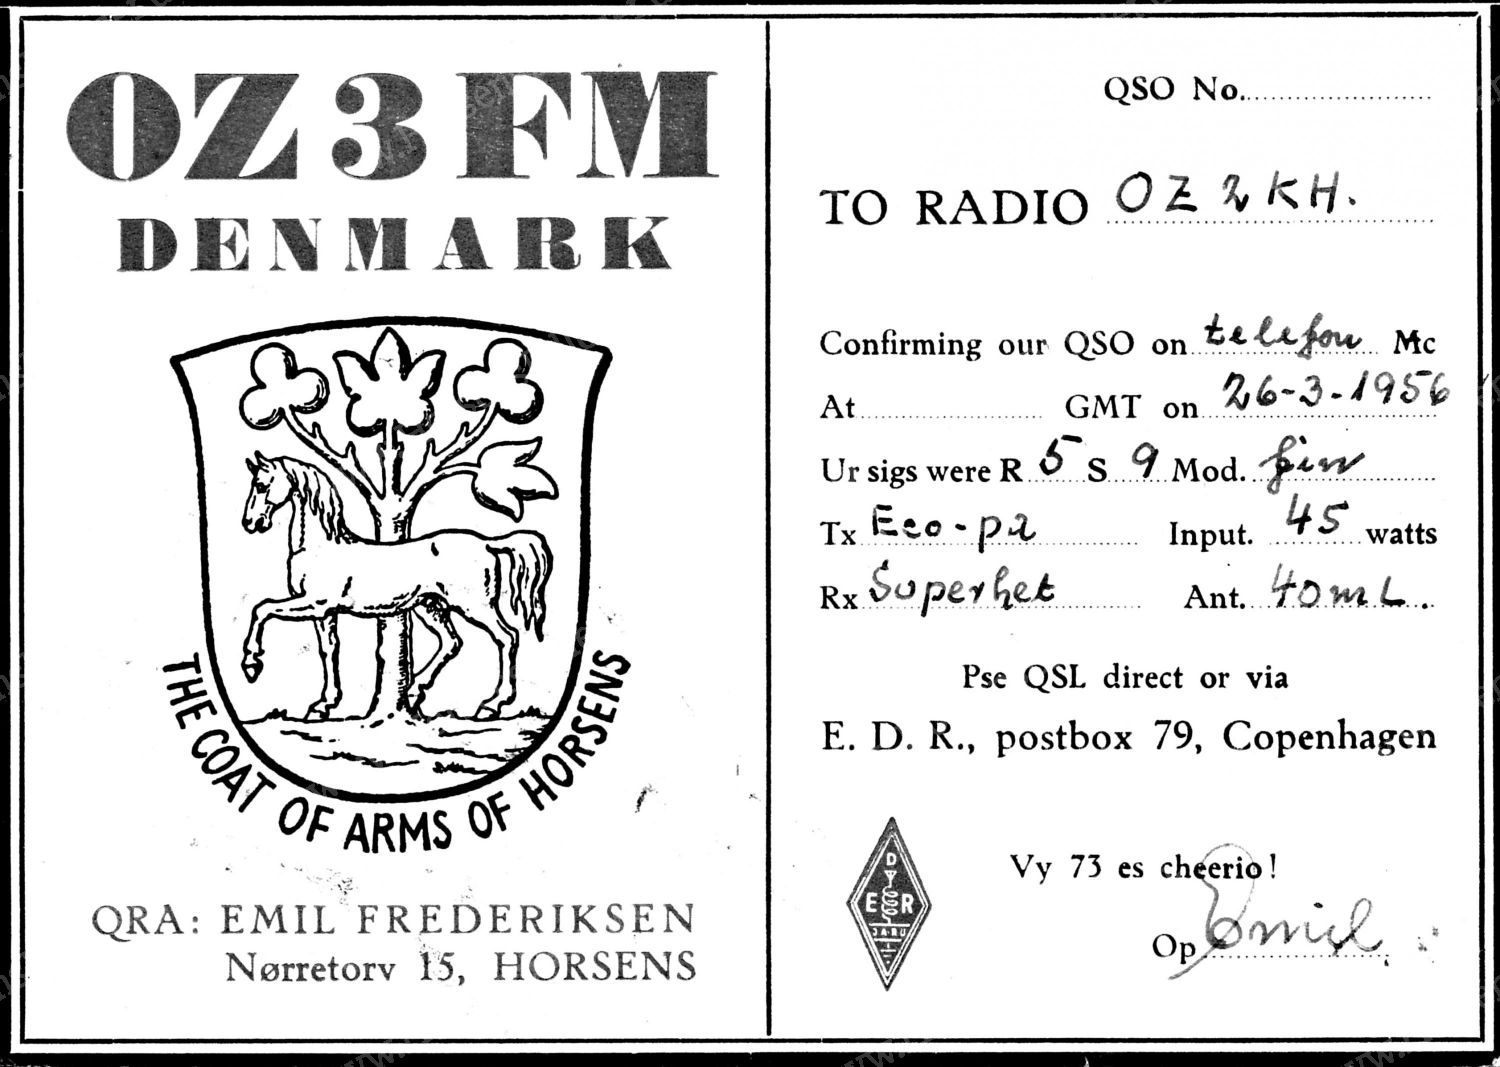 OZ3FM
DENMARK
THE COAT OF ARMS OF HORSENS
QRA: EMIL FREDERIKSEN
Nørretorv 15, HORSENS
QSO No.
TO RADIO OZ2KH.
Confirming our QSO on telefon Mc
At GMT on 26-3-1956
Ur sigs were R 5 S 9 Mod. fin
Tx Eco-pa Input. 45 watts
Rx Superhet Ant. 40m L.
Pse QSL direct or via
E. D. R., postbox 79, Copenhagen
D
E R
Vy 73 es cheerio!
Op Emil